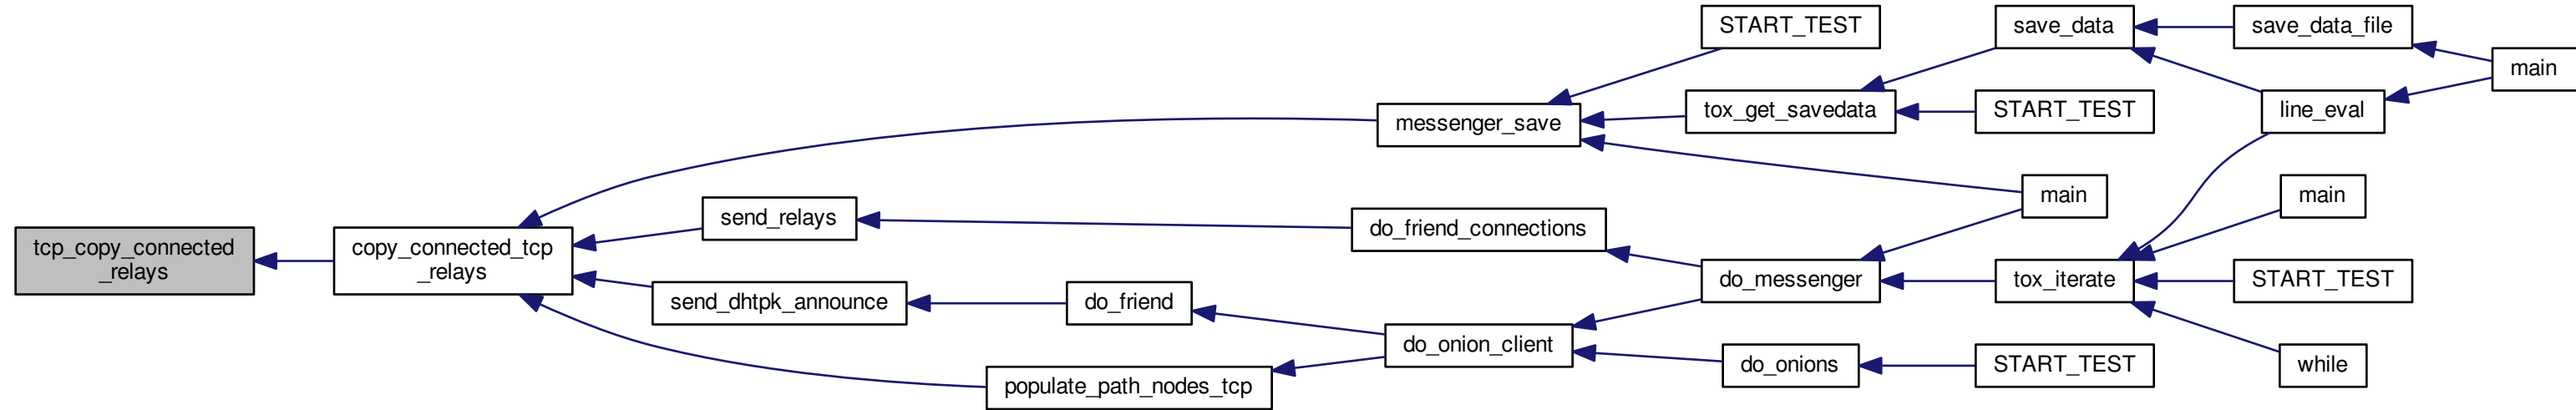 tcp_copy_connected
_relays
copy_connected_tcp
_relays
messenger_save
send_relays
send_dhtpk_announce
populate_path_nodes_tcp
do_friend
do_friend_connections
do_onion_client
START_TEST
tox_get_savedata
do_messenger
do_onions
save_data
START_TEST
main
tox_iterate
START_TEST
save_data_file
line_eval
main
START_TEST
while
main